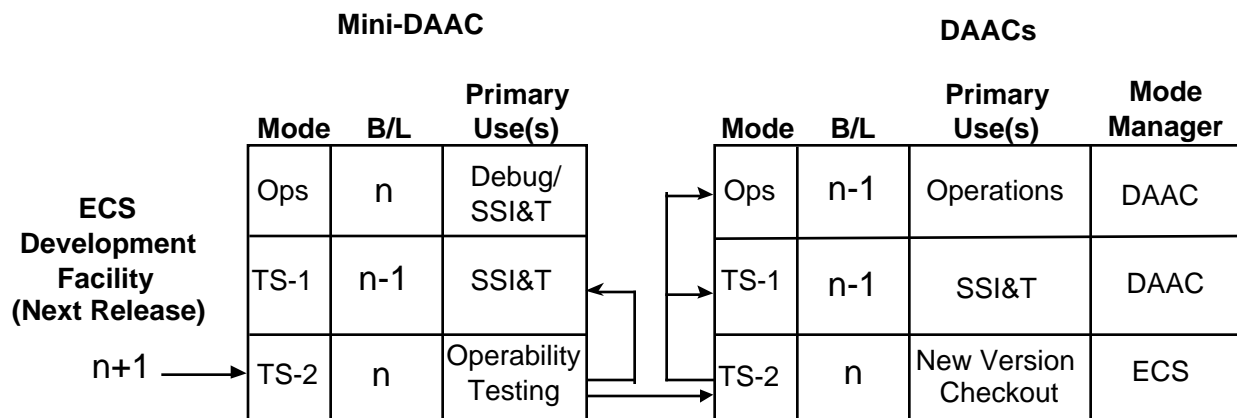 Mini-DAAC
DAACs
Mode B/L Primary Use(s)
Mode B/L Primary Use(s) Mode Manager
ECS
Development
Facility
(Next Release)
n+1
Ops n Debug/
SSI&T
TS-1 n-1 SSI&T
TS-2 n Operability
Testing
Ops n-1 Operations DAAC
TS-1 n-1 SSI&T DAAC
TS-2 n New Version
Checkout ECS